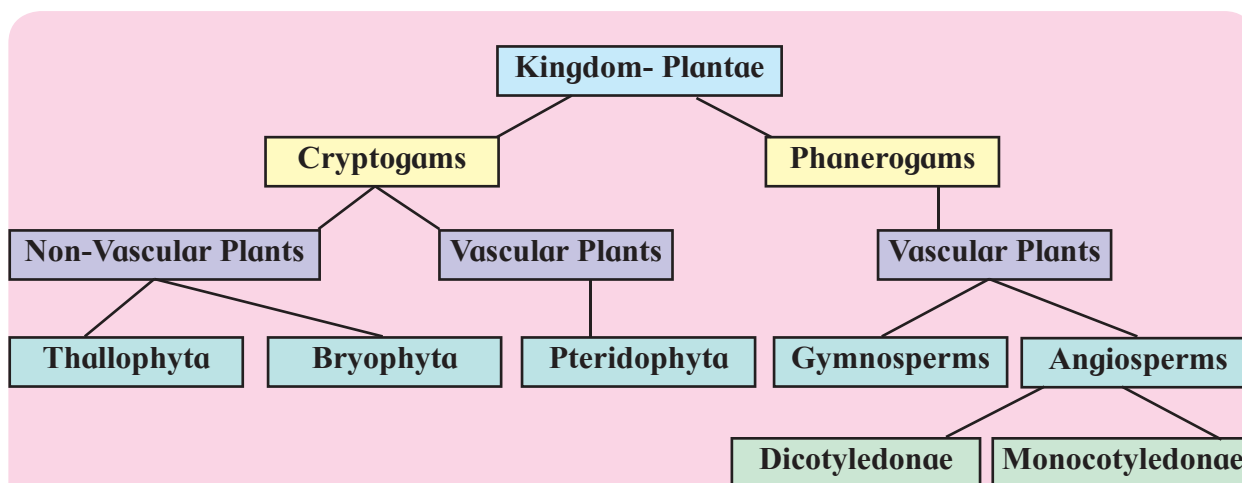 Kingdom- Plantae
Cryptogams
Phanerogams
Non-Vascular Plants
Vascular Plants
Vascular Plants
Thallophyta
Bryophyta
Pteridophyta
Gymnosperms
Angiosperms
Dicotyledonae
Monocotyledonae